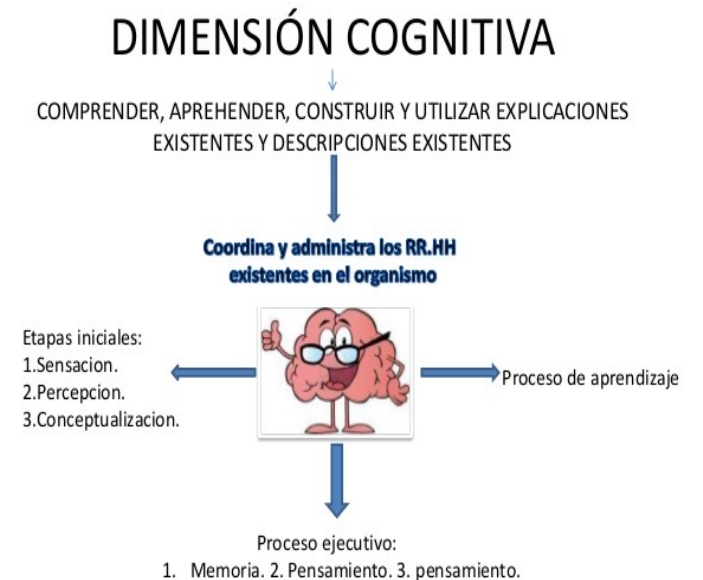 DIMENSIÓN COGNITIVA
COMPRENDER, APREHENDER, CONSTRUIR Y UTILIZAR EXPLICACIONES
EXISTENTES Y DESCRIPCIONES EXISTENTES
Coordina y administra los RR.HH
existentes en el organismo
Etapas iniciales:
1.Sensacion.
2.Percepcion.
3.Conceptualizacion.
Proceso de aprendizaje
Proceso ejecutivo:
1. Memoria. 2. Pensamiento. 3. pensamiento.